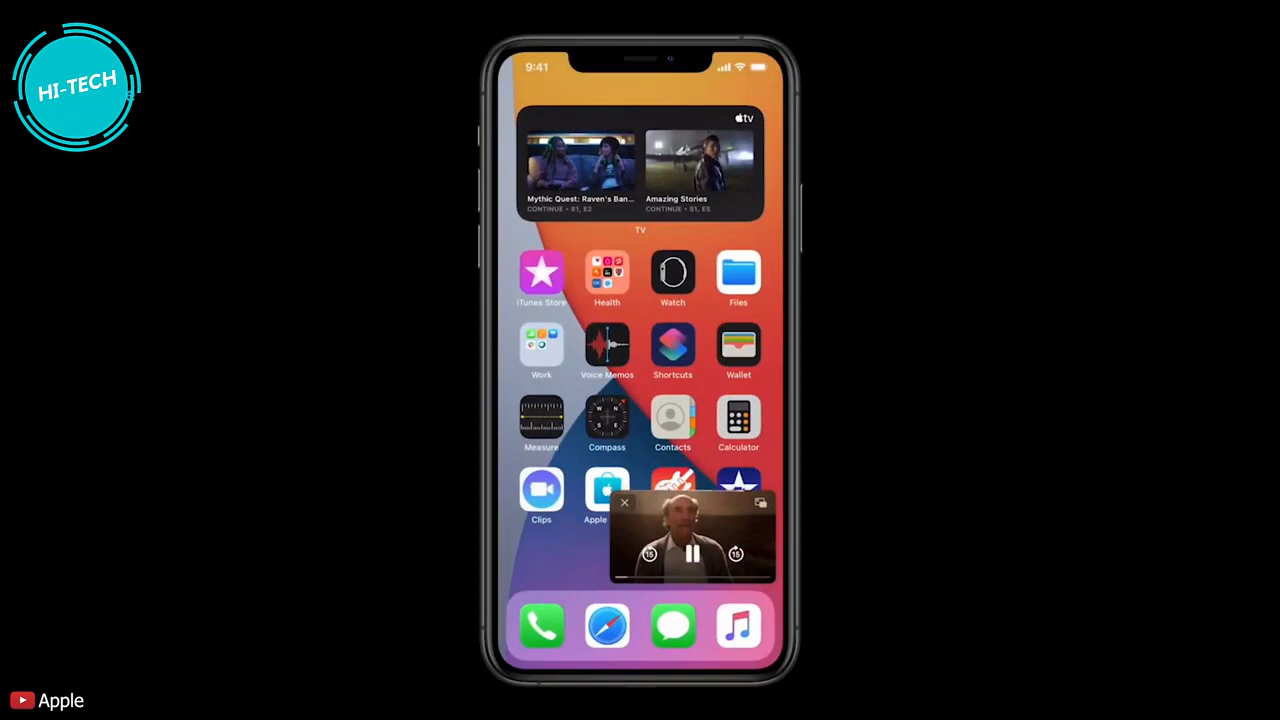 HI-TECH
9:41
tv
Mythic Quest: Raven's Ban...
CONTINUE • S1, E2
Amazing Stories
CONTINUE • S1, E5
TV
iTunes Store
Health
Watch
Files
Work
Voice Memos
Shortcuts
Wallet
Measure
Compass
Contacts
Calculator
Clips
Apple
15
15
Apple